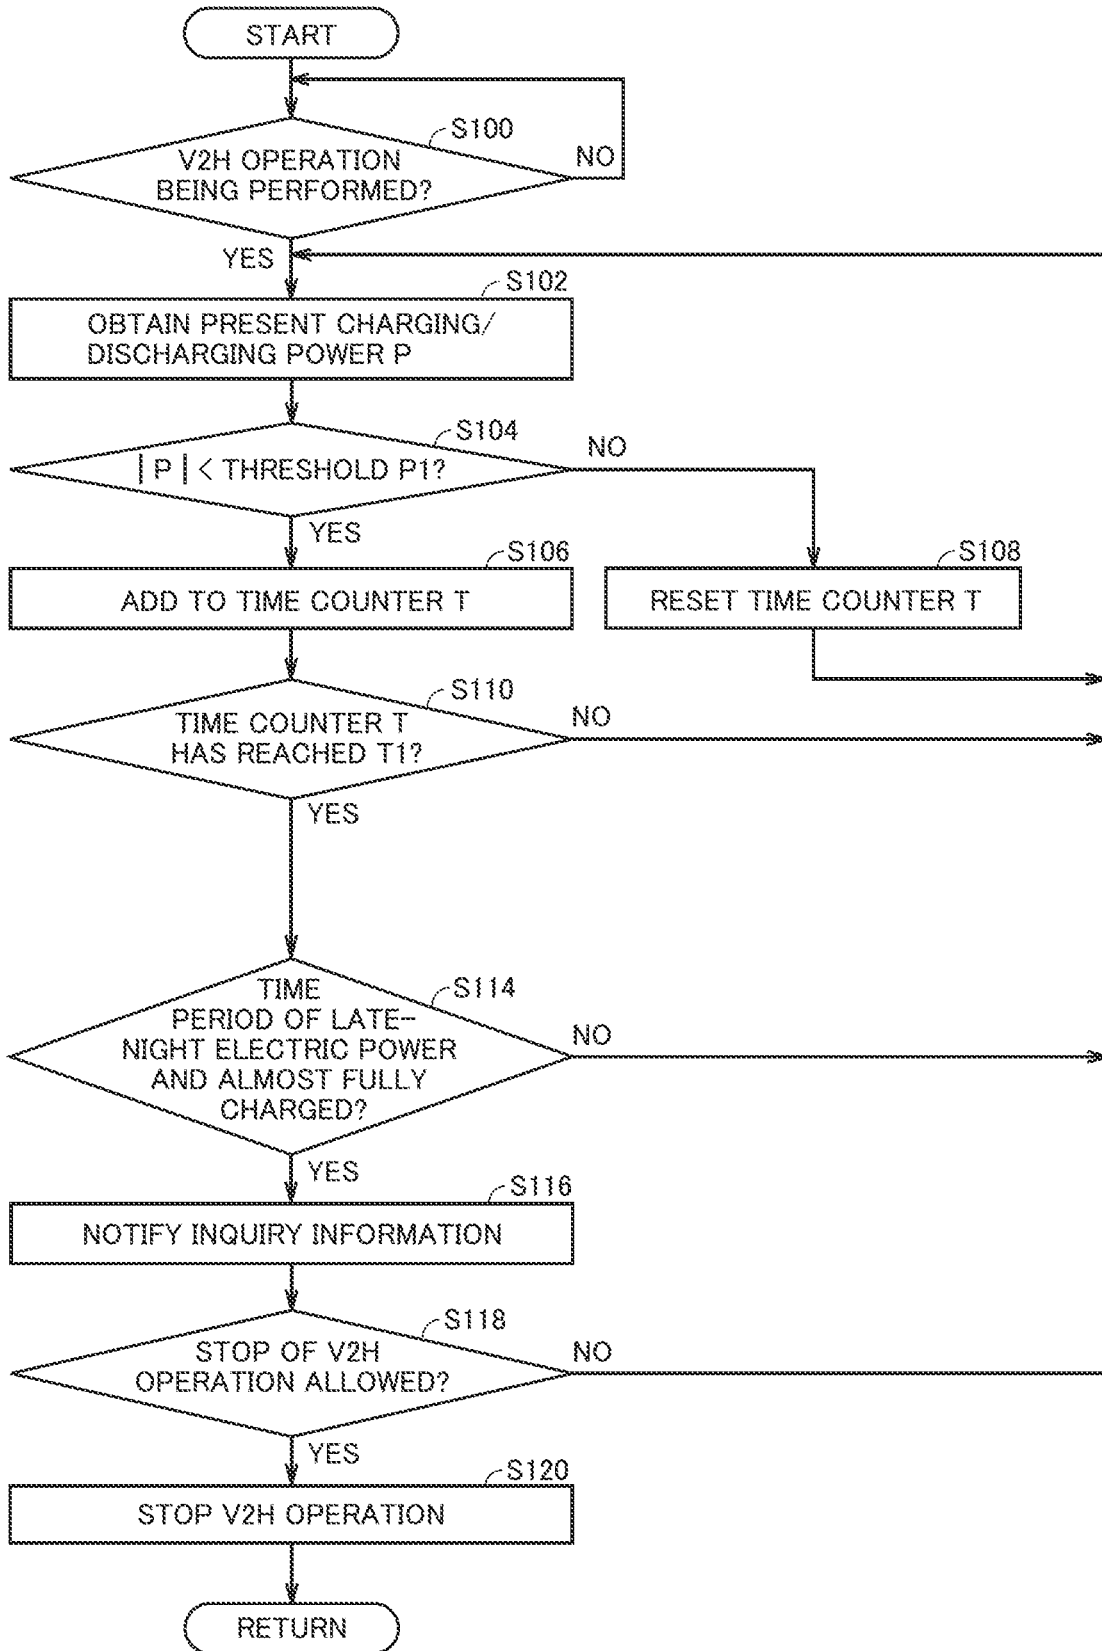 START
S100
V2H OPERATION
BEING PERFORMED?
NO
YES
S102
OBTAIN PRESENT CHARGING/
DISCHARGING POWER P
S104
| P | < THRESHOLD P1?
NO
YES
S106
ADD TO TIME COUNTER T
S108
RESET TIME COUNTER T
S110
TIME COUNTER T
HAS REACHED T1?
NO
YES
S114
TIME
PERIOD OF LATE-
NIGHT ELECTRIC POWER
AND ALMOST FULLY
CHARGED?
NO
YES
S116
NOTIFY INQUIRY INFORMATION
S118
STOP OF V2H
OPERATION ALLOWED?
NO
YES
S120
STOP V2H OPERATION
RETURN